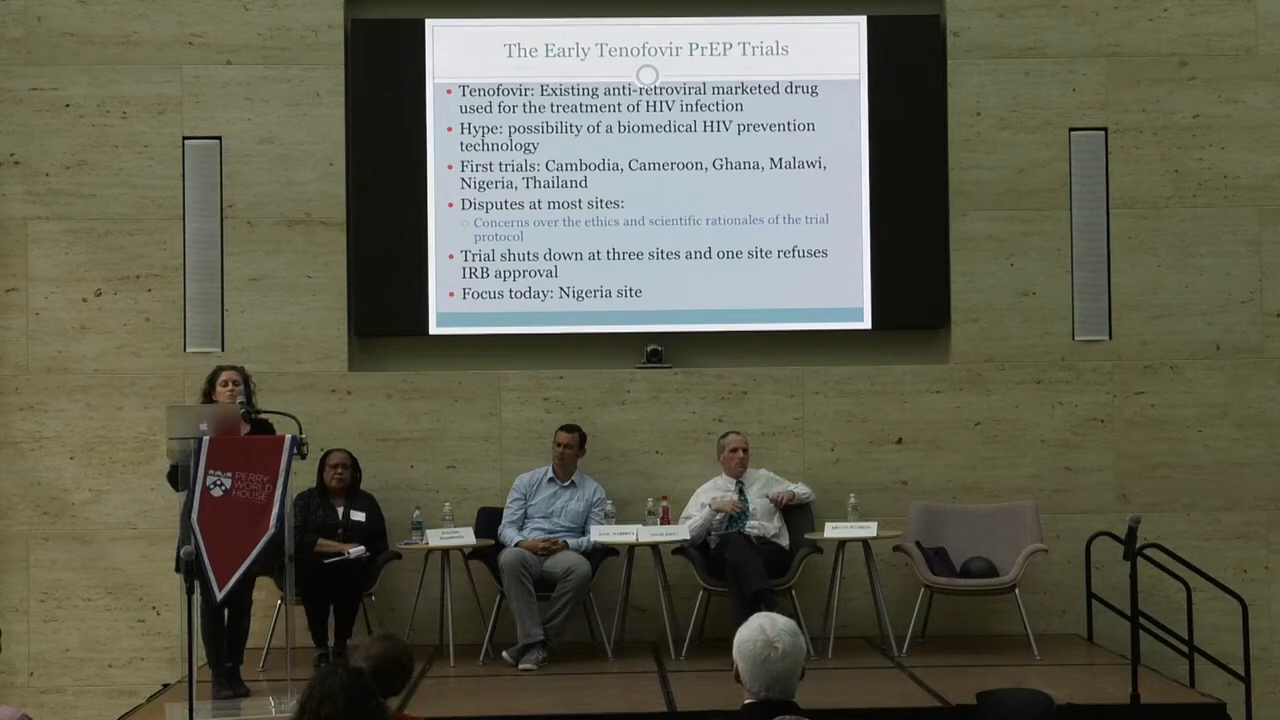 The Early Tenofovir PrEP Trials
Tenofovir: Existing anti-retroviral marketed drug
used for the treatment of HIV infection
Hype: possibility of a biomedical HIV prevention
technology
First trials: Cambodia, Cameroon, Ghana, Malawi,
Nigeria, Thailand
Disputes at most sites:
Concerns over the ethics and scientific rationales of the trial
protocol
Trial shuts down at three sites and one site refuses
IRB approval
Focus today: Nigeria site
PERRY
WORLD
HOUSE